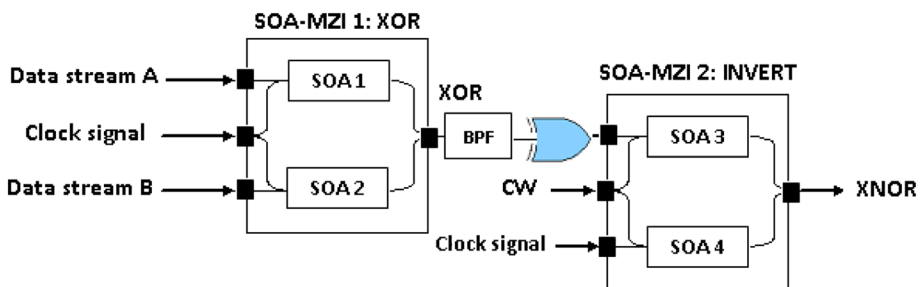 SOA-MZI 1: XOR
Data stream A
SOA 1
SOA-MZI 2: INVERT
XOR
Clock signal
BPF
SOA 3
Data stream B
SOA 2
CW
XNOR
Clock signal
SOA 4